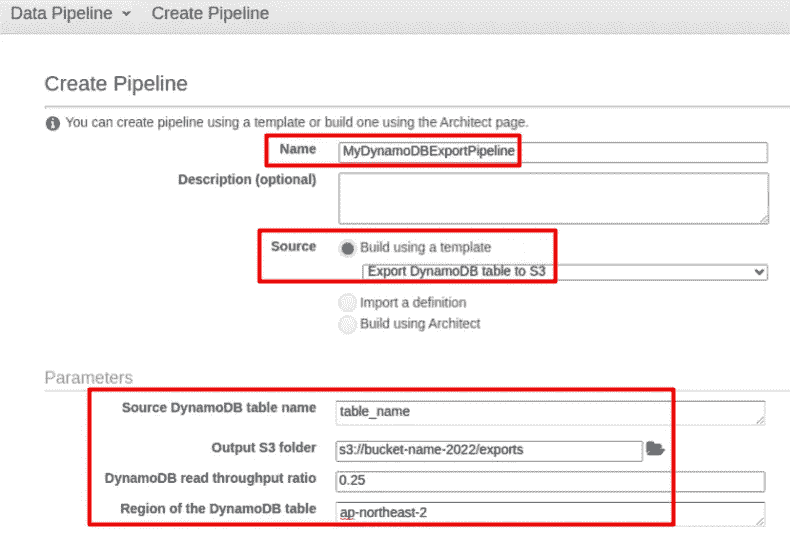 Data Pipeline Create Pipeline
Create Pipeline
You can create pipeline using a template or build one using the Architect page.
Name MyDynamoDBExportPipeline
Description (optional)
Source Build using a template
Export DynamoDB table to S3
Import a definition
Build using Architect
Parameters
Source DynamoDB table name table_name
Output S3 folder s3://bucket-name-2022/exports
DynamoDB read throughput ratio 0.25
Region of the DynamoDB table ap-northeast-2